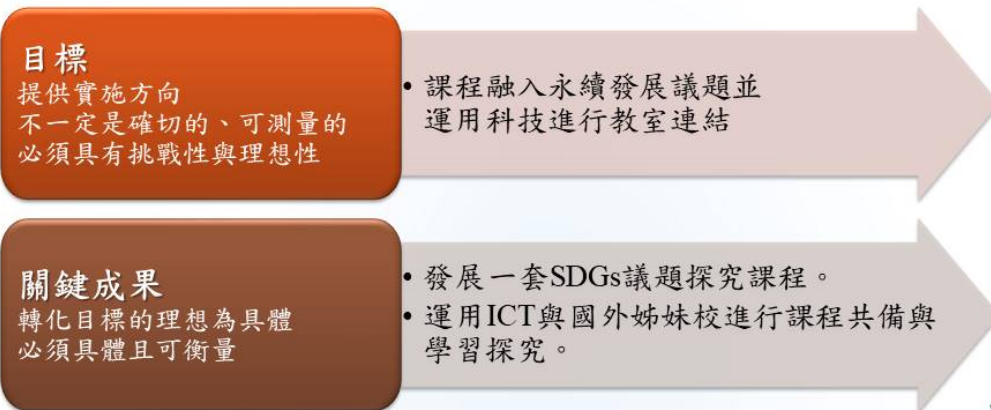 目標
提供實施方向
不一定是確切的、可測量的
必須具有挑戰性與理想性
• 課程融入永續發展議題並
運用科技進行教室連結
關鍵成果
轉化目標的理想為具體
必須具體且可衡量
• 發展一套SDGs議題探究課程。
• 運用ICT與國外姊妹校進行課程共備與
學習探究。